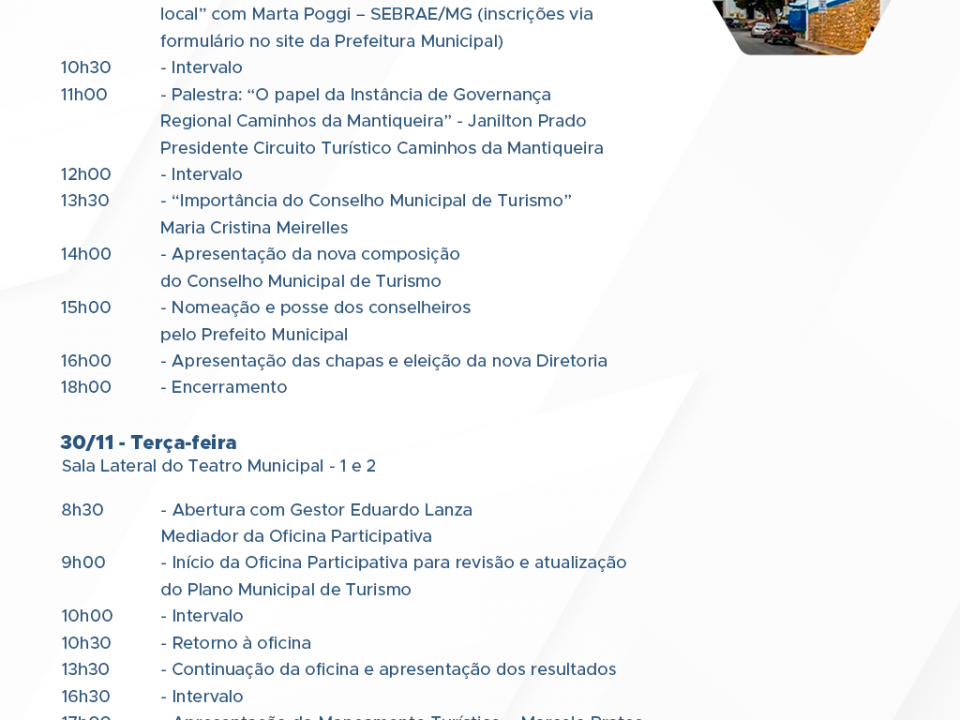 local” com Marta Poggi – SEBRAE/MG (inscrições via
formulário no site da Prefeitura Municipal)
10h30 - Intervalo
11h00 - Palestra: “O papel da Instância de Governança
Regional Caminhos da Mantiqueira” - Janilton Prado
Presidente Circuito Turístico Caminhos da Mantiqueira
12h00 - Intervalo
13h30 - “Importância do Conselho Municipal de Turismo”
Maria Cristina Meirelles
14h00 - Apresentação da nova composição
do Conselho Municipal de Turismo
15h00 - Nomeação e posse dos conselheiros
pelo Prefeito Municipal
16h00 - Apresentação das chapas e eleição da nova Diretoria
18h00 - Encerramento
30/11 - Terça-feira
Sala Lateral do Teatro Municipal - 1 e 2
8h30 - Abertura com Gestor Eduardo Lanza
Mediador da Oficina Participativa
9h00 - Início da Oficina Participativa para revisão e atualização
do Plano Municipal de Turismo
10h00 - Intervalo
10h30 - Retorno à oficina
13h30 - Continuação da oficina e apresentação dos resultados
16h30 - Intervalo